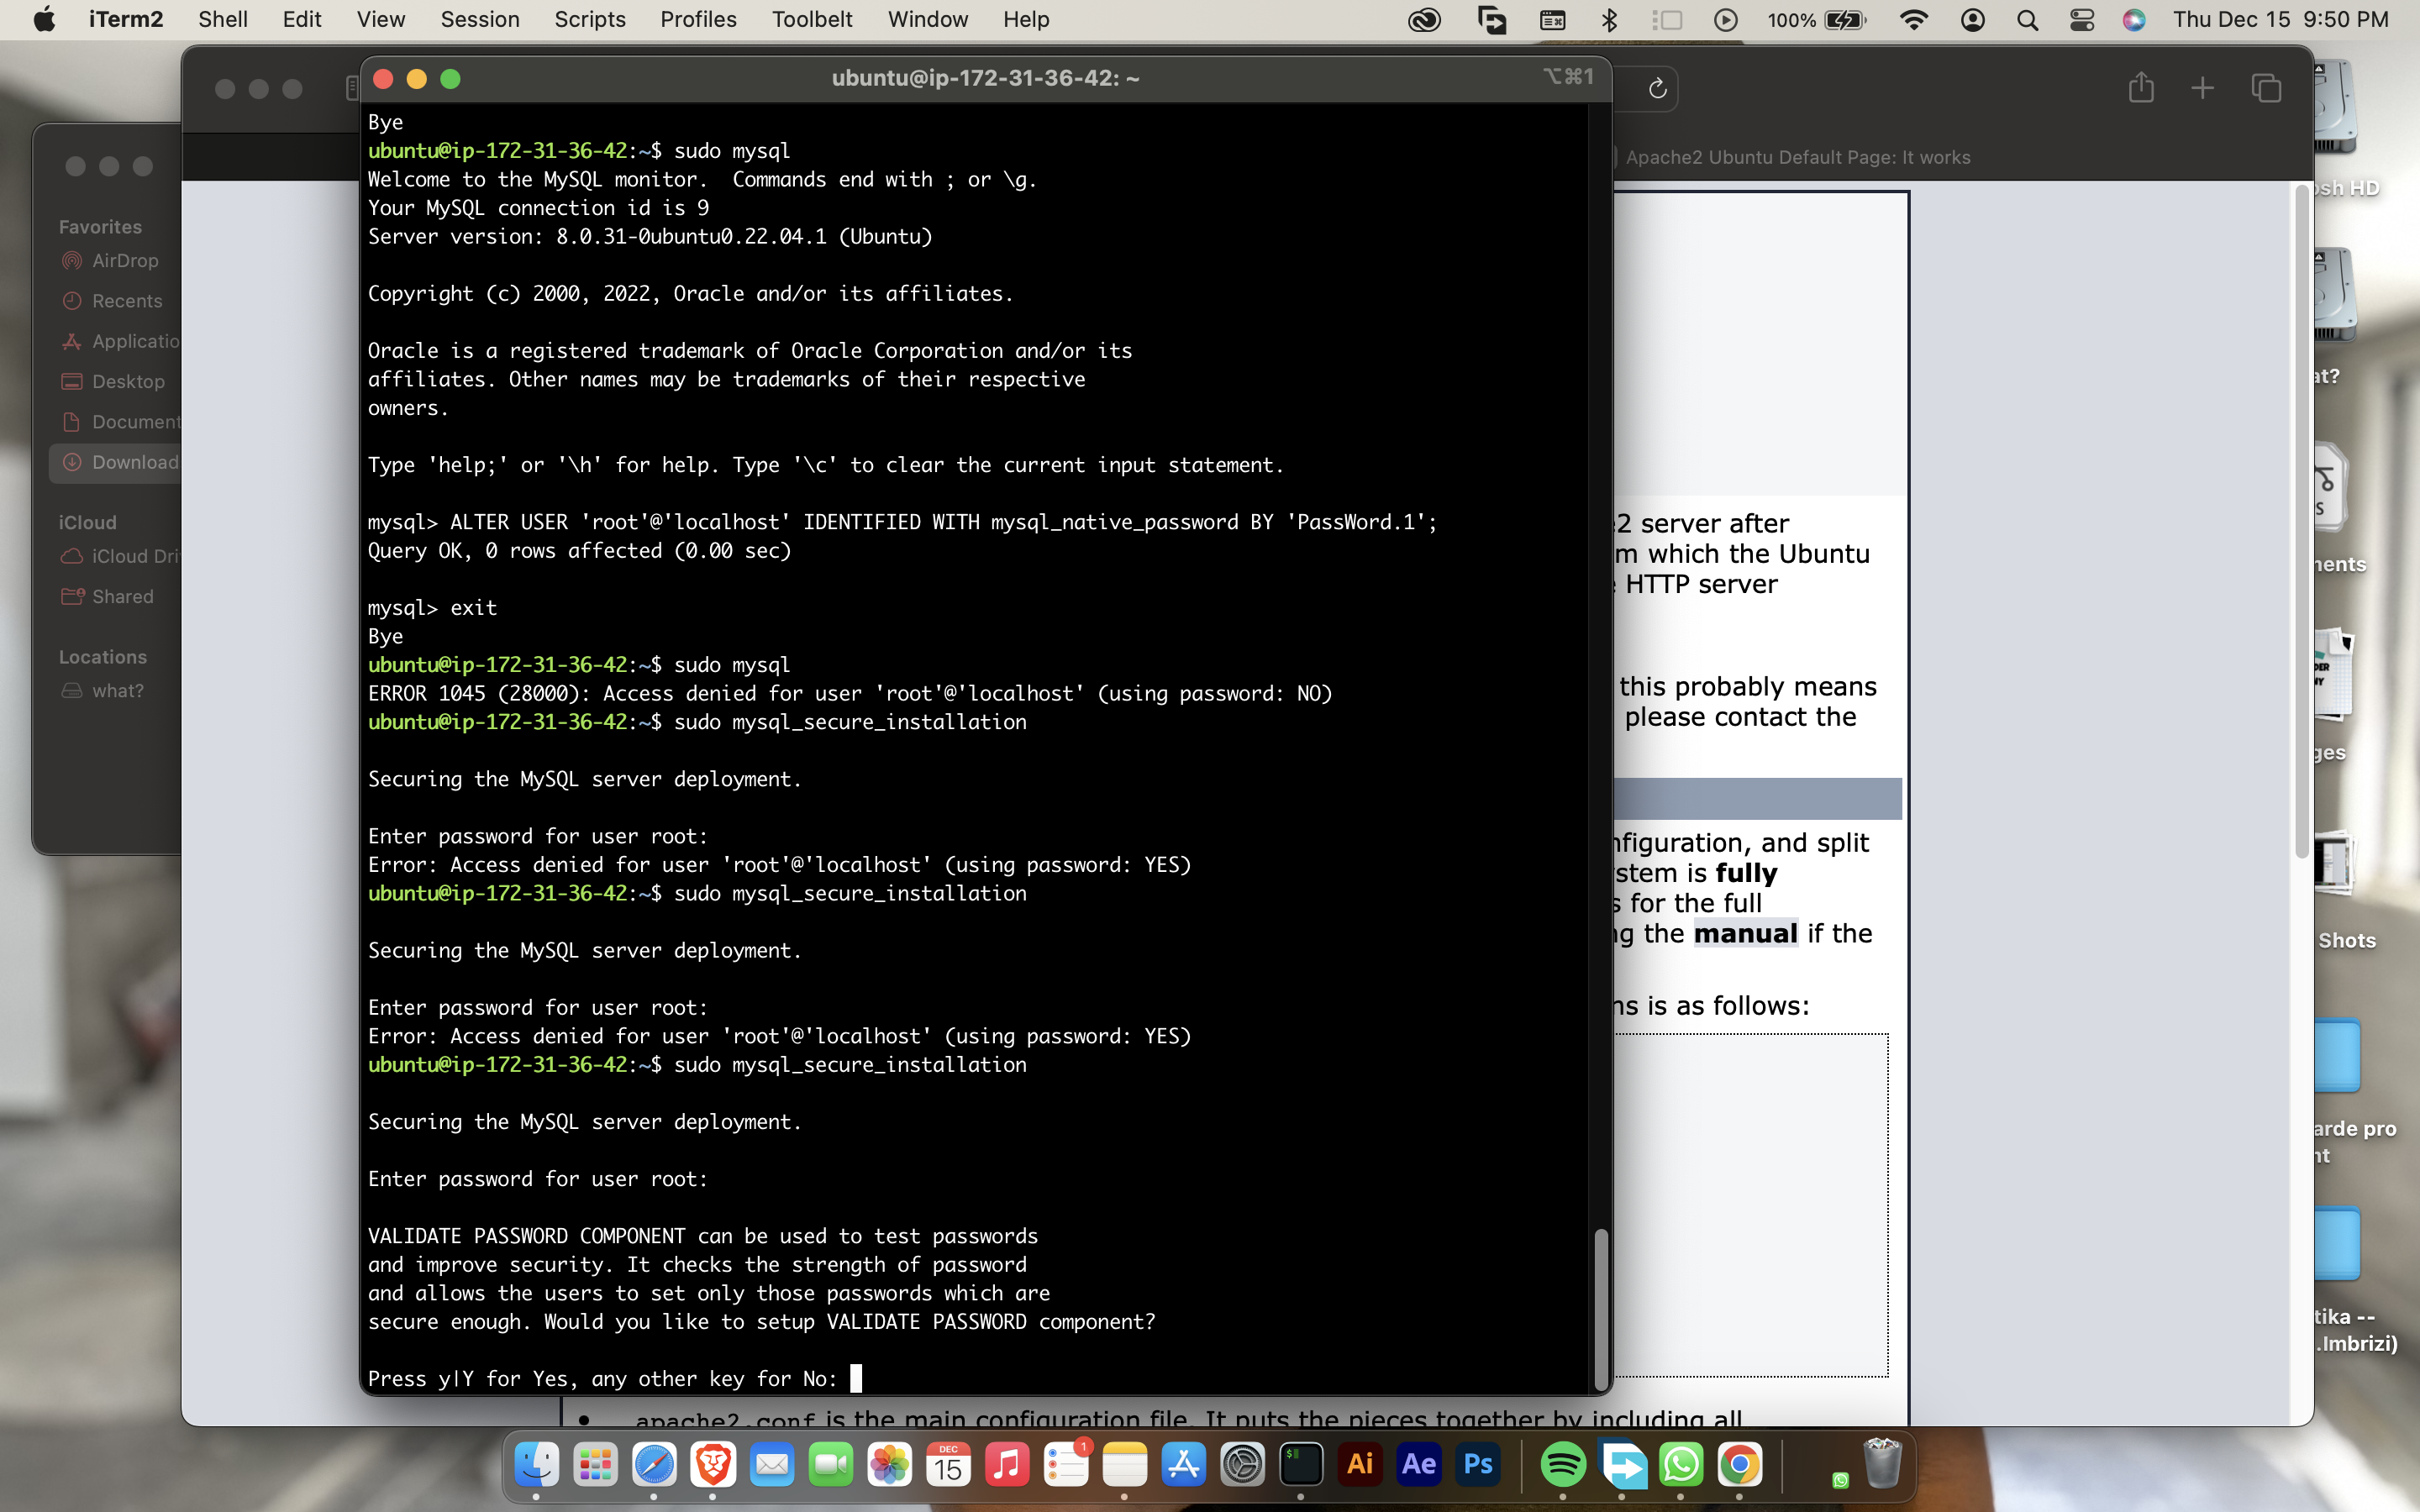 iTerm2 Shell Edit View Session Scripts Profiles Toolbelt Window Help 100% Thu Dec 15 9:50 PM
ubuntu@ip-172-31-36-42: ~ ⌥⌘1
Bye
ubuntu@ip-172-31-36-42:~$ sudo mysql
Welcome to the MySQL monitor.  Commands end with ; or \g.
Your MySQL connection id is 9
Server version: 8.0.31-0ubuntu0.22.04.1 (Ubuntu)
Copyright (c) 2000, 2022, Oracle and/or its affiliates.
Oracle is a registered trademark of Oracle Corporation and/or its
affiliates. Other names may be trademarks of their respective
owners.
Type 'help;' or '\h' for help. Type '\c' to clear the current input statement.
mysql> ALTER USER 'root'@'localhost' IDENTIFIED WITH mysql_native_password BY 'PassWord.1';
Query OK, 0 rows affected (0.00 sec)
mysql> exit
Bye
ubuntu@ip-172-31-36-42:~$ sudo mysql
ERROR 1045 (28000): Access denied for user 'root'@'localhost' (using password: NO)
ubuntu@ip-172-31-36-42:~$ sudo mysql_secure_installation
Securing the MySQL server deployment.
Enter password for user root:
Error: Access denied for user 'root'@'localhost' (using password: YES)
ubuntu@ip-172-31-36-42:~$ sudo mysql_secure_installation
Securing the MySQL server deployment.
Enter password for user root:
Error: Access denied for user 'root'@'localhost' (using password: YES)
ubuntu@ip-172-31-36-42:~$ sudo mysql_secure_installation
Securing the MySQL server deployment.
Enter password for user root:
VALIDATE PASSWORD COMPONENT can be used to test passwords
and improve security. It checks the strength of password
and allows the users to set only those passwords which are
secure enough. Would you like to setup VALIDATE PASSWORD component?
Press y|Y for Yes, any other key for No:
Favorites
AirDrop
Recents
Applicatio
Desktop
Document
Download
iCloud
iCloud Dri
Shared
Locations
what?
Apache2 Ubuntu Default Page: It works
2 server after
m which the Ubuntu
HTTP server
this probably means
please contact the
nfiguration, and split
stem is fully
s for the full
ng the manual if the
ns is as follows:
apache2.conf is the main configuration file. It puts the pieces together by including all
osh HD
at?
nents
ges
Shots
arde pro
nt
tika --
.Imbrizi)
DEC
15
1
Ai
Ae
Ps